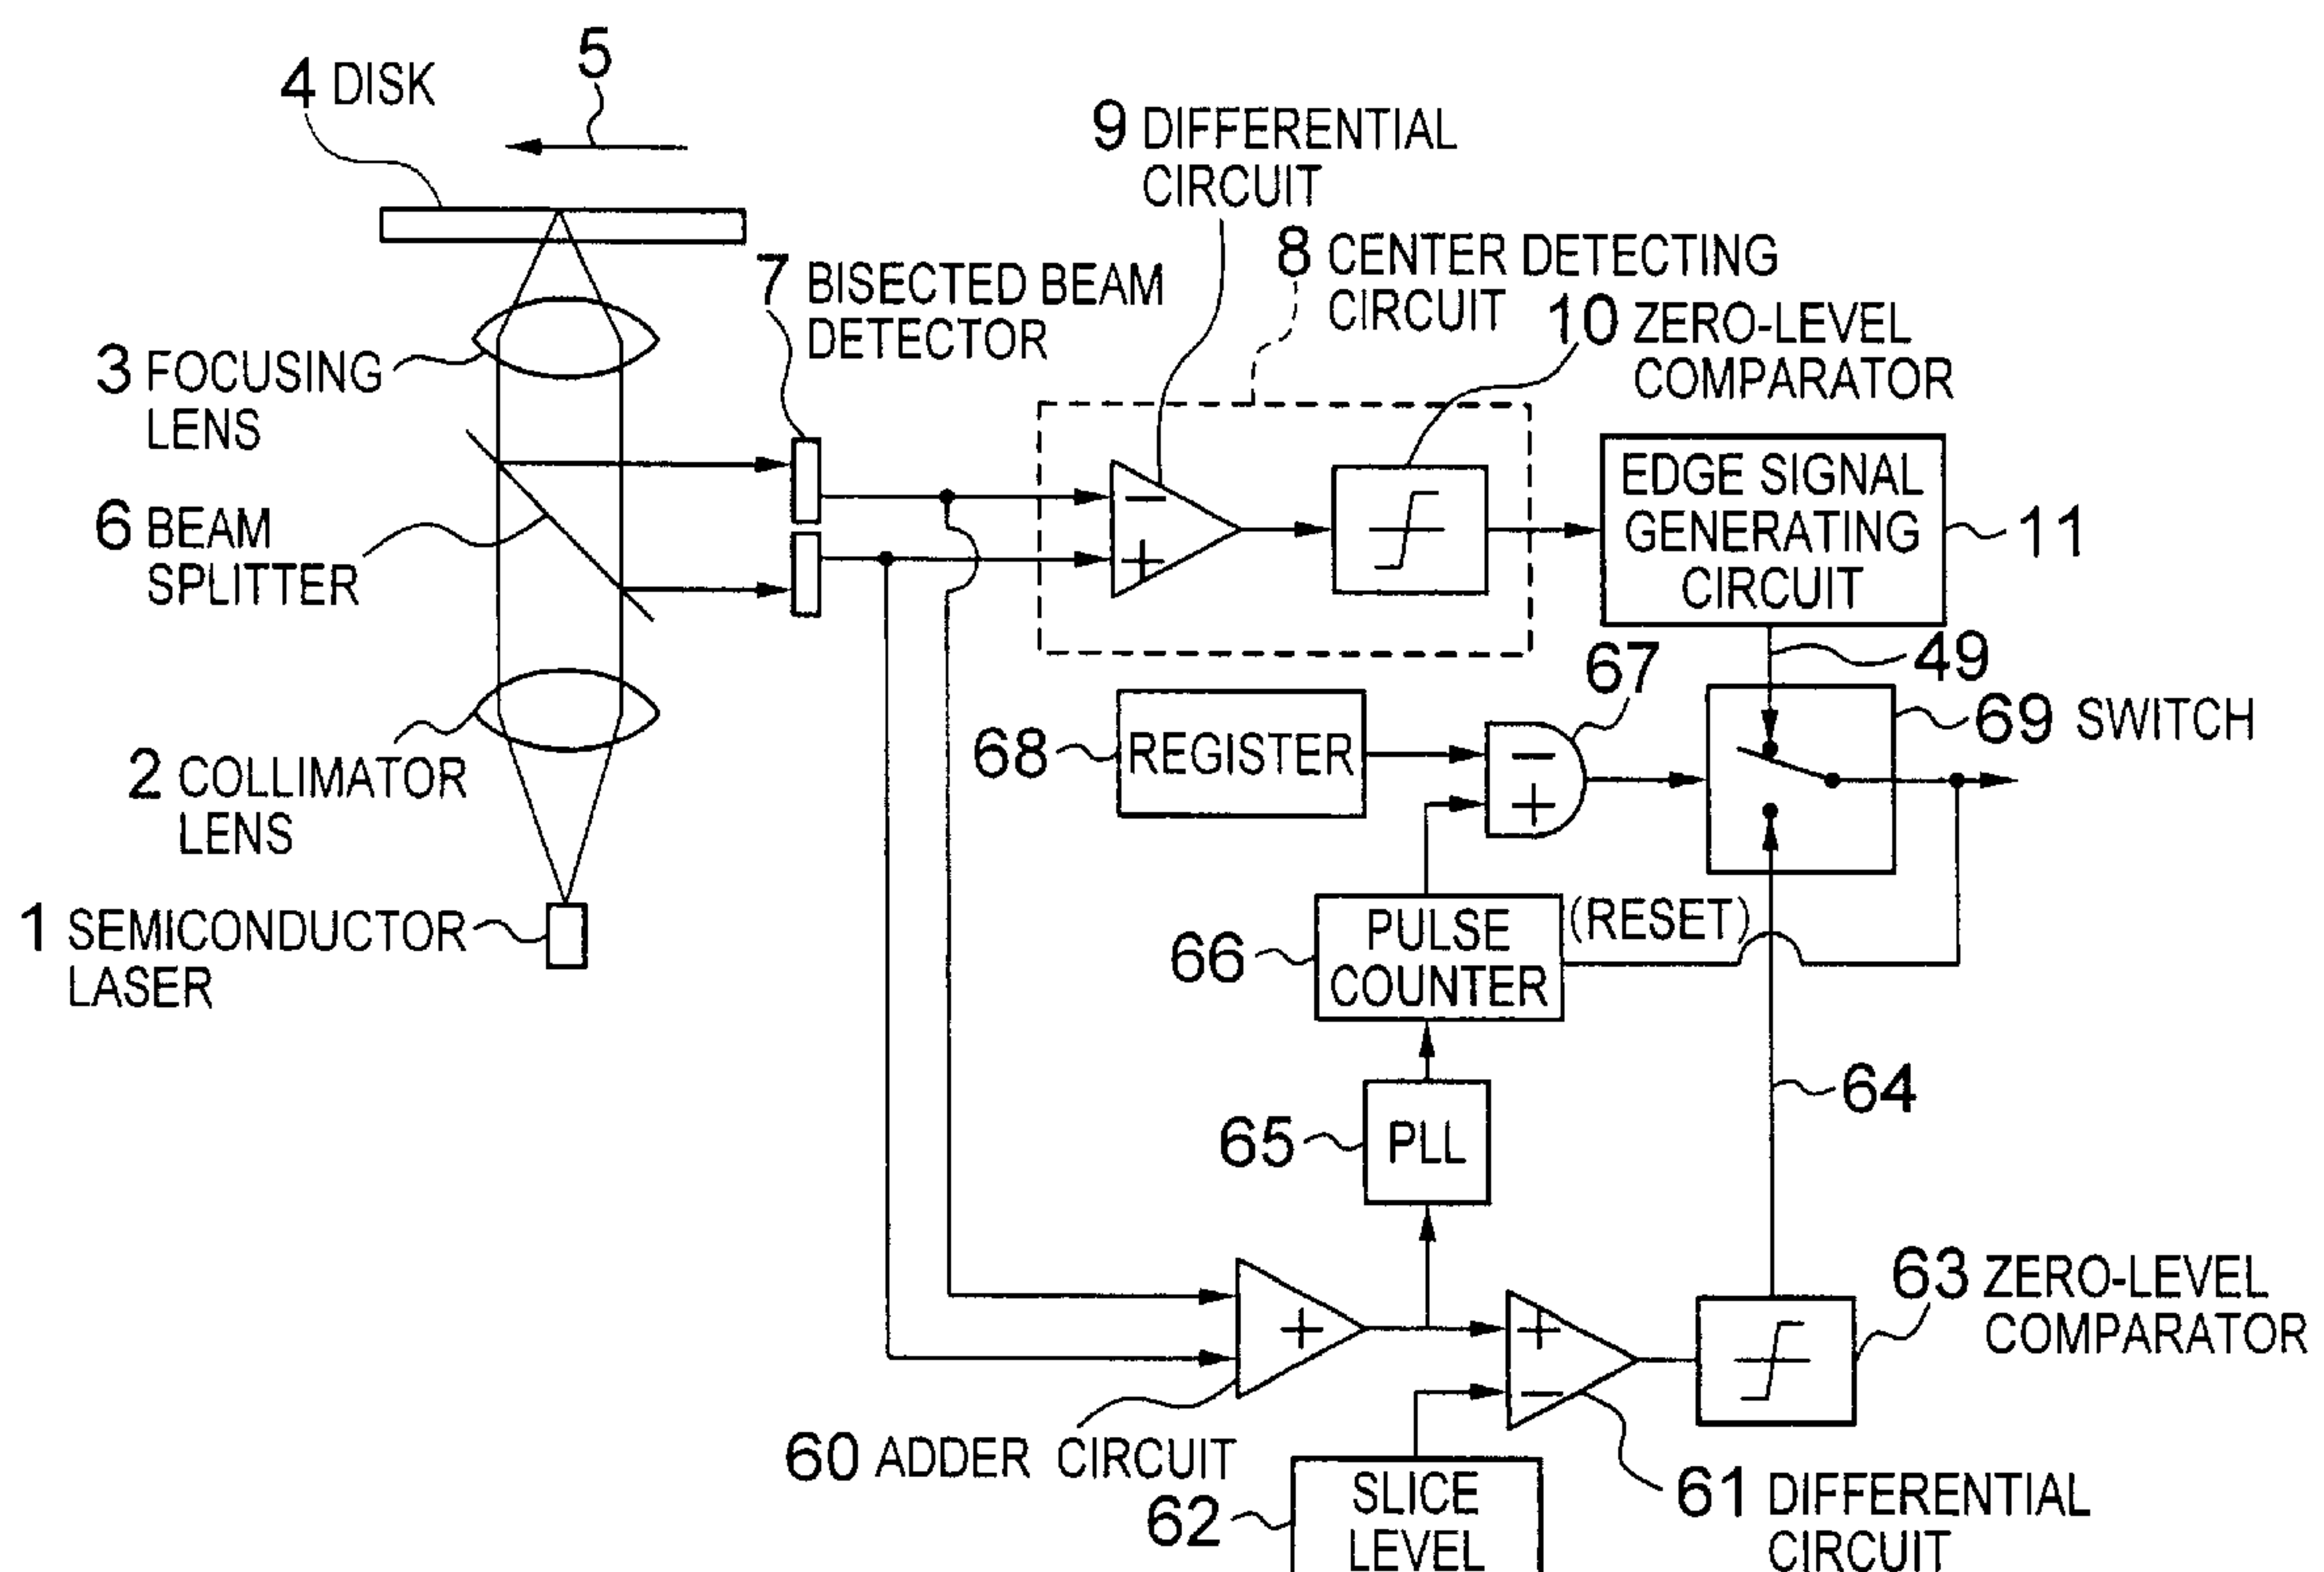 5
4 DISK
9 DIFFERENTIAL
CIRCUIT
8 CENTER DETECTING
CIRCUIT
7 BISECTED BEAM
DETECTOR
10 ZERO-LEVEL
COMPARATOR
3 FOCUSING
LENS
EDGE SIGNAL
GENERATING
CIRCUIT
11
6 BEAM
SPLITTER
−
+
49
67
69 SWITCH
68
REGISTER
−
+
2 COLLIMATOR
LENS
1 SEMICONDUCTOR
LASER
66
PULSE
COUNTER
(RESET)
64
65
PLL
63 ZERO-LEVEL
COMPARATOR
+
+
−
60 ADDER CIRCUIT
62
SLICE
LEVEL
61 DIFFERENTIAL
CIRCUIT